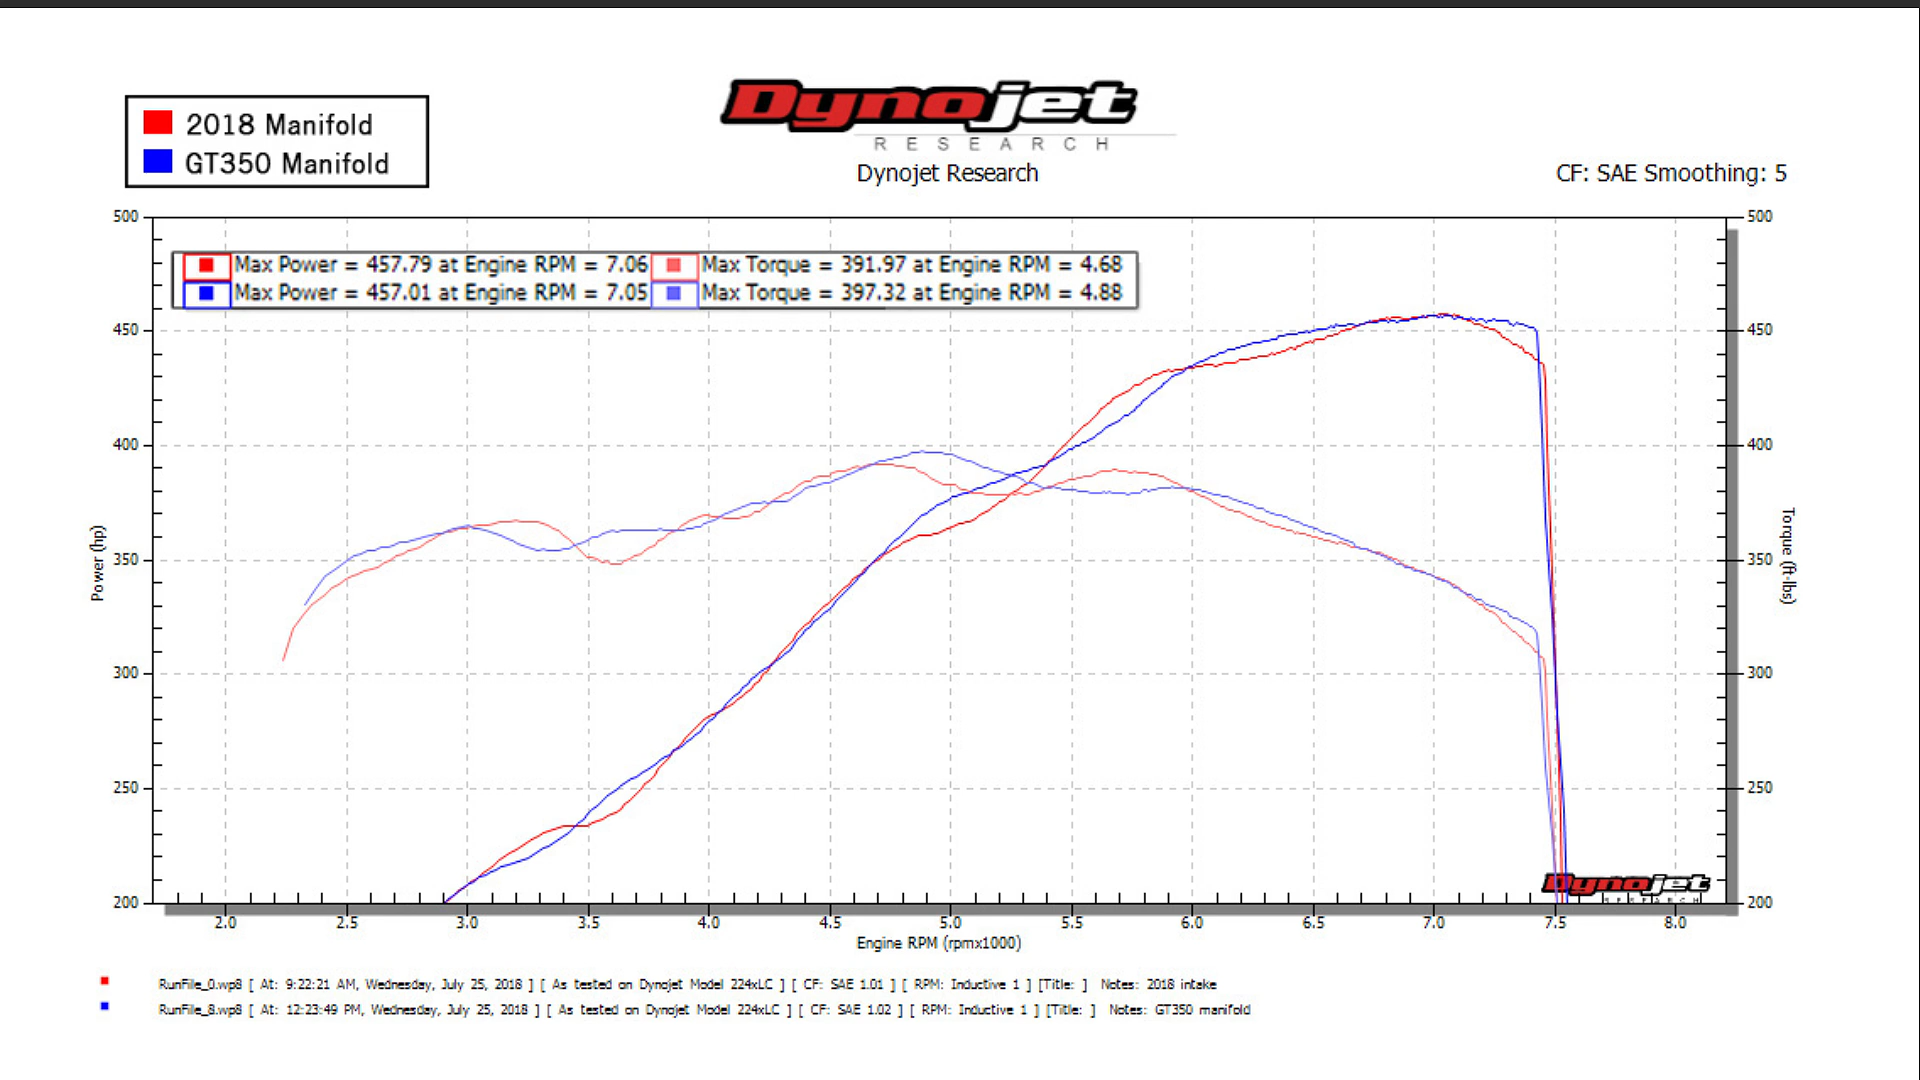 2018 Manifold
GT350 Manifold
Dynojet
RESEARCH
Dynojet Research
CF: SAE Smoothing: 5
Max Power = 457.79 at Engine RPM = 7.06 Max Torque = 391.97 at Engine RPM = 4.68
Max Power = 457.01 at Engine RPM = 7.05 Max Torque = 397.32 at Engine RPM = 4.88
500 500
450 450
400 400
350 350
300 300
250 250
200 200
Power (hp)
Torque (ft-lbs)
Dynojet
RESEARCH
2.0 2.5 3.0 3.5 4.0 4.5 5.0 5.5 6.0 6.5 7.0 7.5 8.0
Engine RPM (rpmx1000)
RunFile_0.wp8 [ At: 9:22:21 AM, Wednesday, July 25, 2018 ] [ As tested on Dynojet Model 224xLC ] [ CF: SAE 1.01 ] [ RPM: Inductive 1 ] [Title: ] Notes: 2018 intake
RunFile_8.wp8 [ At: 12:23:49 PM, Wednesday, July 25, 2018 ] [ As tested on Dynojet Model 224xLC ] [ CF: SAE 1.02 ] [ RPM: Inductive 1 ] [Title: ] Notes: GT350 manifold